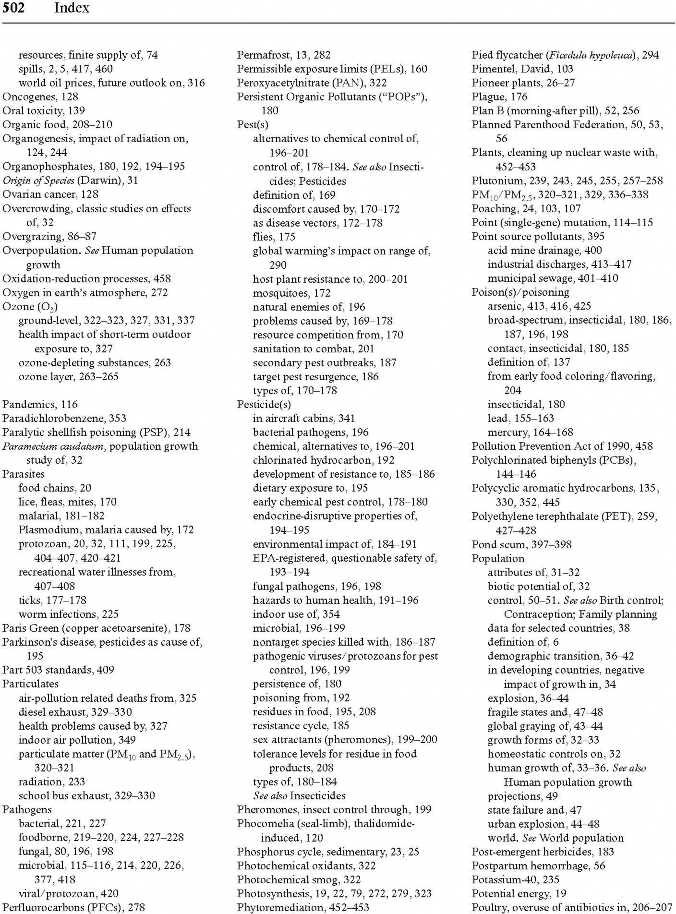 502 Index
resources, finite supply of, 74
spills, 2, 5, 417, 460
world oil prices, future outlook on, 316
Oncogenes, 128
Oral toxicity, 139
Organic food, 208–210
Organogenesis, impact of radiation on,
124, 244
Organophosphates, 180, 192, 194–195
Origin of Species (Darwin), 31
Ovarian cancer, 128
Overcrowding, classic studies on effects
of, 32
Overgrazing, 86–87
Overpopulation. See Human population
growth
Oxidation-reduction processes, 458
Oxygen in earth's atmosphere, 272
Ozone (O3)
ground-level, 322–323, 327, 331, 337
health impact of short-term outdoor
exposure to, 327
ozone-depleting substances, 263
ozone layer, 263–265
Pandemics, 116
Paradichlorobenzene, 353
Paralytic shellfish poisoning (PSP), 214
Paramecium caudatum, population growth
study of, 32
Parasites
food chains, 20
lice, fleas, mites, 170
malarial, 181–182
Plasmodium, malaria caused by, 172
protozoan, 20, 32, 111, 199, 225,
404–407, 420–421
recreational water illnesses from,
407–408
ticks, 177–178
worm infections, 225
Paris Green (copper acetoarsenite), 178
Parkinson's disease, pesticides as cause of,
195
Part 503 standards, 409
Particulates
air-pollution related deaths from, 325
diesel exhaust, 329–330
health problems caused by, 327
indoor air pollution, 349
particulate matter (PM10 and PM2.5),
320–321
radiation, 233
school bus exhaust, 329–330
Pathogens
bacterial, 221, 227
foodborne, 219–220, 224, 227–228
fungal, 80, 196, 198
microbial, 115–116, 214, 220, 226,
377, 418
viral/protozoan, 420
Perfluorocarbons (PFCs), 278
Permafrost, 13, 282
Permissible exposure limits (PELs), 160
Peroxyacetylnitrate (PAN), 322
Persistent Organic Pollutants (“POPs”),
180
Pest(s)
alternatives to chemical control of,
196–201
control of, 178–184. See also Insecti-
cides; Pesticides
definition of, 169
discomfort caused by, 170–172
as disease vectors, 172–178
flies, 175
global warming's impact on range of,
290
host plant resistance to, 200–201
mosquitoes, 172
natural enemies of, 196
problems caused by, 169–178
resource competition from, 170
sanitation to combat, 201
secondary pest outbreaks, 187
target pest resurgence, 186
types of, 170–178
Pesticide(s)
in aircraft cabins, 341
bacterial pathogens, 196
chemical, alternatives to, 196–201
chlorinated hydrocarbon, 192
development of resistance to, 185–186
dietary exposure to, 195
early chemical pest control, 178–180
endocrine-disruptive properties of,
194–195
environmental impact of, 184–191
EPA-registered, questionable safety of,
193–194
fungal pathogens, 196, 198
hazards to human health, 191–196
indoor use of, 354
microbial, 196–199
nontarget species killed with, 186–187
pathogenic viruses/protozoans for pest
control, 196, 199
persistence of, 180
poisoning from, 192
residues in food, 195, 208
resistance cycle, 185
sex attractants (pheromones), 199–200
tolerance levels for residue in food
products, 208
types of, 180–184
See also Insecticides
Pheromones, insect control through, 199
Phocomelia (seal-limb), thalidomide-
induced, 120
Phosphorus cycle, sedimentary, 23, 25
Photochemical oxidants, 322
Photochemical smog, 322
Photosynthesis, 19, 22, 79, 272, 279, 323
Phytoremediation, 452–453
Pied flycatcher (Ficedula hypoleuca), 294
Pimentel, David, 103
Pioneer plants, 26–27
Plague, 176
Plan B (morning-after pill), 52, 256
Planned Parenthood Federation, 50, 53,
56
Plants, cleaning up nuclear waste with,
452–453
Plutonium, 239, 243, 245, 255, 257–258
PM10/PM2.5, 320–321, 329, 336–338
Poaching, 24, 103, 107
Point (single-gene) mutation, 114–115
Point source pollutants, 395
acid mine drainage, 400
industrial discharges, 413–417
municipal sewage, 401–410
Poison(s)/poisoning
arsenic, 413, 416, 425
broad-spectrum, insecticidal, 180, 186,
187, 196, 198
contact, insecticidal, 180, 185
definition of, 137
from early food coloring/flavoring,
204
insecticidal, 180
lead, 155–163
mercury, 164–168
Pollution Prevention Act of 1990, 458
Polychlorinated biphenyls (PCBs),
144–146
Polycyclic aromatic hydrocarbons, 135,
330, 352, 445
Polyethylene terephthalate (PET), 259,
427–428
Pond scum, 397–398
Population
attributes of, 31–32
biotic potential of, 32
control, 50–51. See also Birth control;
Contraception; Family planning
data for selected countries, 38
definition of, 6
demographic transition, 36–42
in developing countries, negative
impact of growth in, 34
explosion, 36–44
fragile states and, 47–48
global graying of, 43–44
growth forms of, 32–33
homeostatic controls on, 32
human growth of, 33–36. See also
Human population growth
projections, 49
state failure and, 47
urban explosion, 44–48
world. See World population
Post-emergent herbicides, 183
Postpartum hemorrhage, 56
Potassium-40, 235
Potential energy, 19
Poultry, overuse of antibiotics in, 206–207